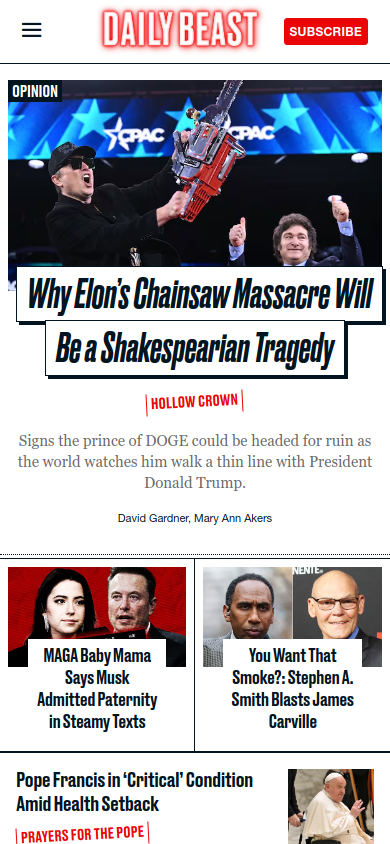 DAILY BEAST
SUBSCRIBE
OPINION
CPAC
CPAC
Why Elon's Chainsaw Massacre Will
Be a Shakespearian Tragedy
HOLLOW CROWN
Signs the prince of DOGE could be headed for ruin as
the world watches him walk a thin line with President
Donald Trump.
David Gardner, Mary Ann Akers
NENTE
MAGA Baby Mama
Says Musk
Admitted Paternity
in Steamy Texts
You Want That
Smoke?: Stephen A.
Smith Blasts James
Carville
Pope Francis in ‘Critical’ Condition
Amid Health Setback
PRAYERS FOR THE POPE